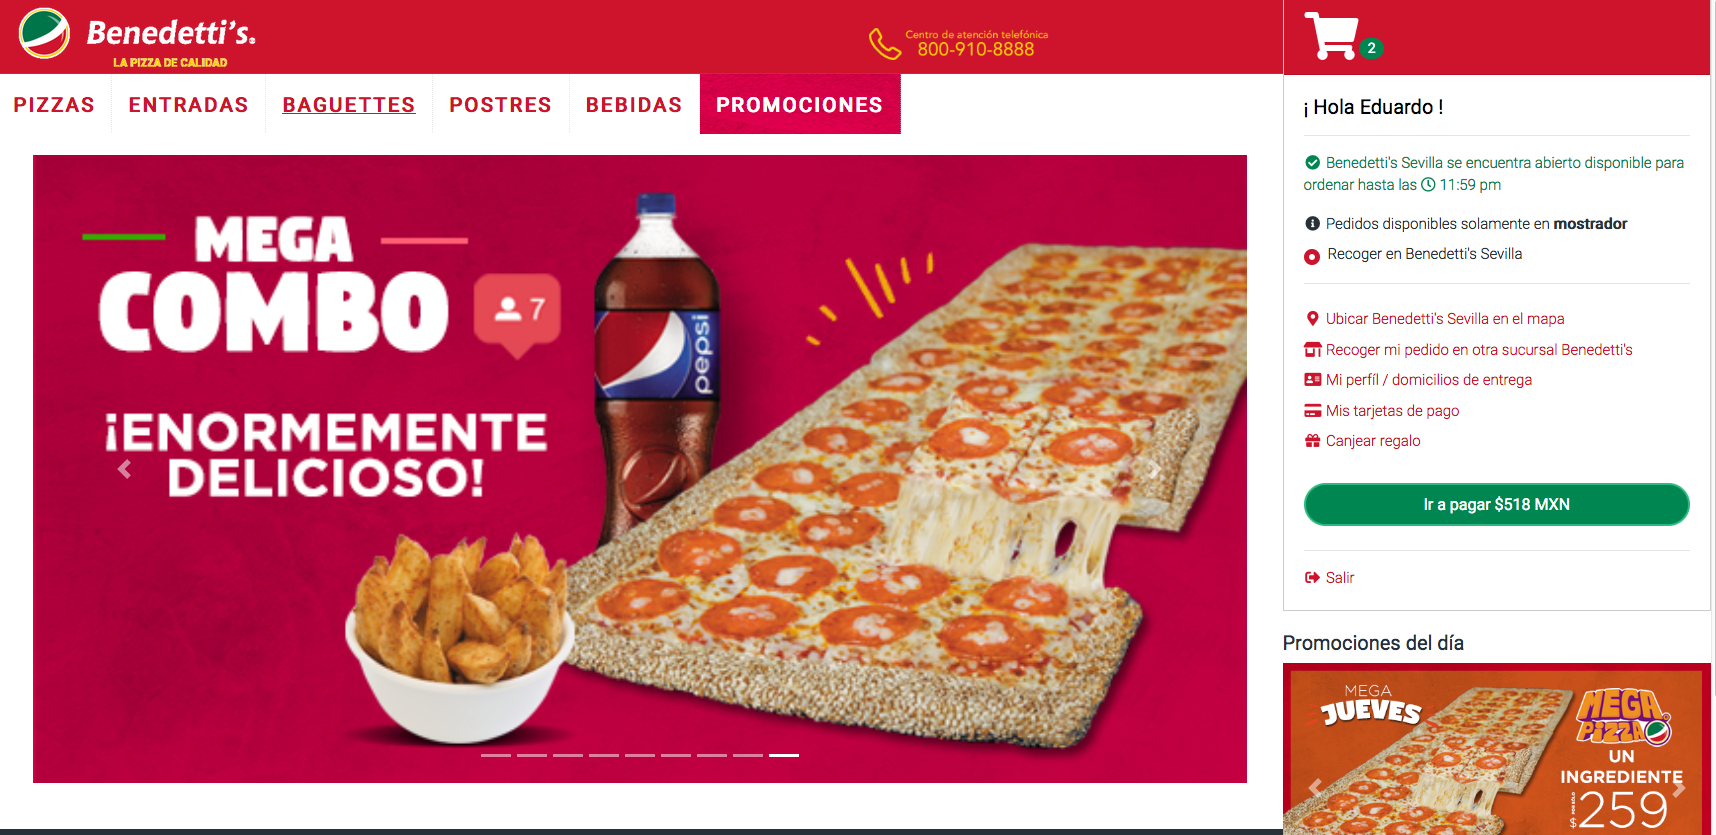 Benedetti's.
LA PIZZA DE CALIDAD
Centro de atención telefónica
800-910-8888
2
PIZZAS
ENTRADAS
BAGUETTES
POSTRES
BEBIDAS
PROMOCIONES
MEGA
COMBO
7
¡ENORMEMENTE
DELICIOSO!
pepsi
¡ Hola Eduardo !
Benedetti's Sevilla se encuentra abierto disponible para
ordenar hasta las 11:59 pm
Pedidos disponibles solamente en mostrador
Recoger en Benedetti's Sevilla
Ubicar Benedetti's Sevilla en el mapa
Recoger mi pedido en otra sucursal Benedetti's
Mi perfíl / domicilios de entrega
Mis tarjetas de pago
Canjear regalo
Ir a pagar $518 MXN
Salir
Promociones del día
MEGA
JUEVES
MEGA
PIZZA
UN
INGREDIENTE
$259